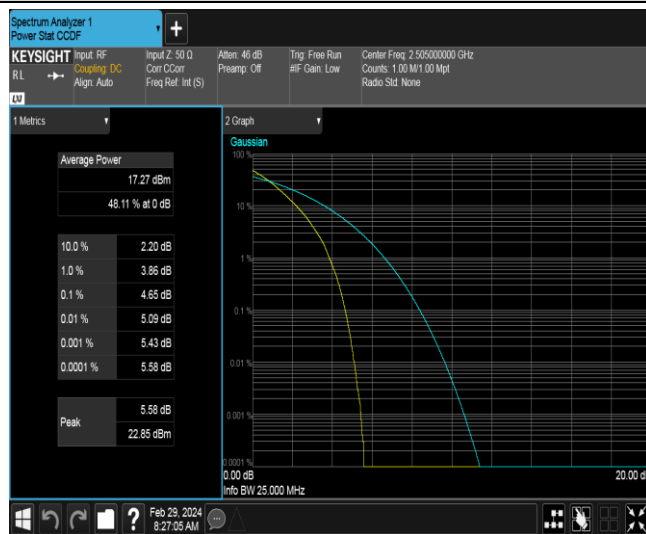 Spectrum Analyzer 1
Power Stat CCDF
+
KEYSIGHT
RL
LXI
Input: RF
Coupling: DC
Align: Auto
Input Z: 50 Ω
Corr CCorr
Freq Ref: Int (S)
Atten: 46 dB
Preamp: Off
Trig: Free Run
#IF Gain: Low
Center Freq: 2.505000000 GHz
Counts: 1.00 M/1.00 Mpt
Radio Std: None
1 Metrics
Average Power
17.27 dBm
48.11 % at 0 dB
10.0 % 2.20 dB
1.0 % 3.86 dB
0.1 % 4.65 dB
0.01 % 5.09 dB
0.001 % 5.43 dB
0.0001 % 5.58 dB
Peak
5.58 dB
22.85 dBm
2 Graph
Gaussian
100 %
10 %
1 %
0.1 %
0.01 %
0.001 %
0.0001 %
0.00 dB
20.00 d
Info BW 25.000 MHz
?
Feb 29, 2024
8:27:05 AM